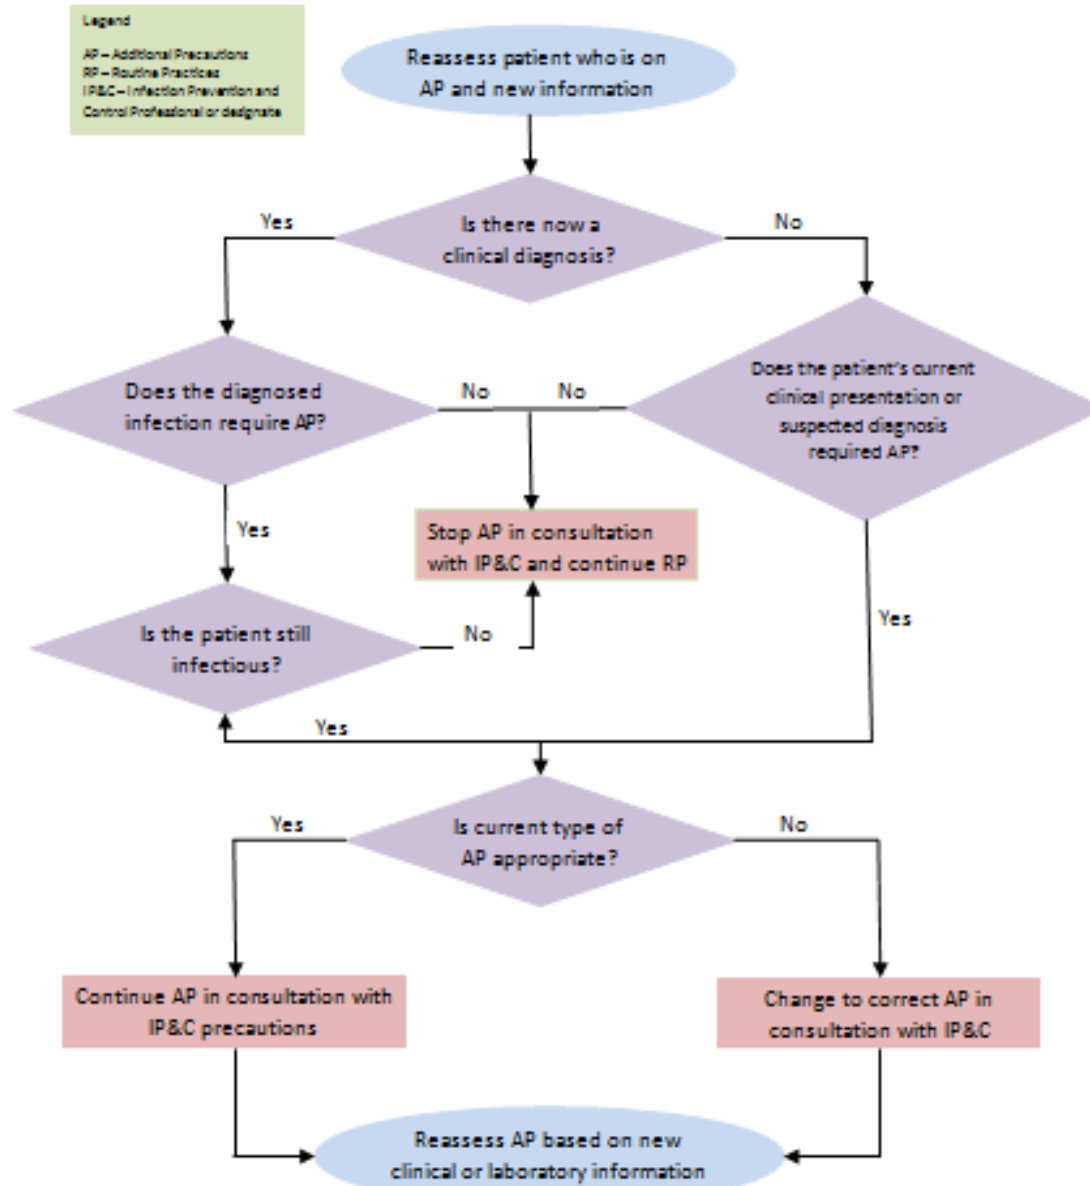 Legend
AP – Additional Precautions
RP – Routine Practices
IP&C – Infection Prevention and
Control Professional or designate
Reassess patient who is on
AP and new information
Is there now a
clinical diagnosis?
Yes
No
Does the diagnosed
infection require AP?
No
No
Does the patient's current
clinical presentation or
suspected diagnosis
required AP?
Yes
Stop AP in consultation
with IP&C and continue RP
Is the patient still
infectious?
No
Yes
Yes
Is current type of
AP appropriate?
Yes
No
Continue AP in consultation with
IP&C precautions
Change to correct AP in
consultation with IP&C
Reassess AP based on new
clinical or laboratory information